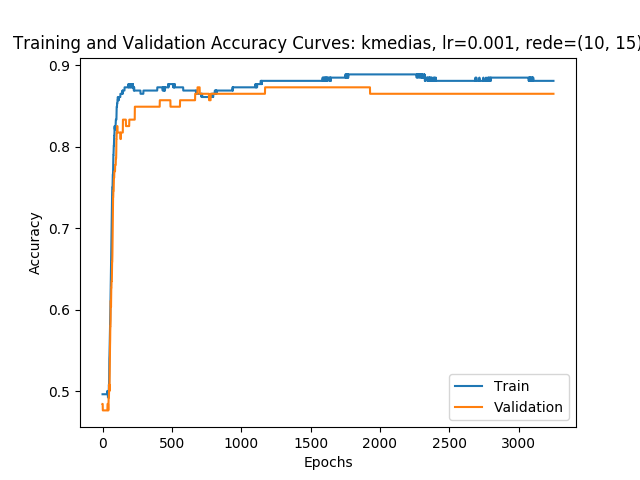 Training and Validation Accuracy Curves: kmedias, lr=0.001, rede=(10, 15)
0.9
0.8
0.7
0.6
0.5
Accuracy
0 500 1000 1500 2000 2500 3000
Epochs
Train
Validation